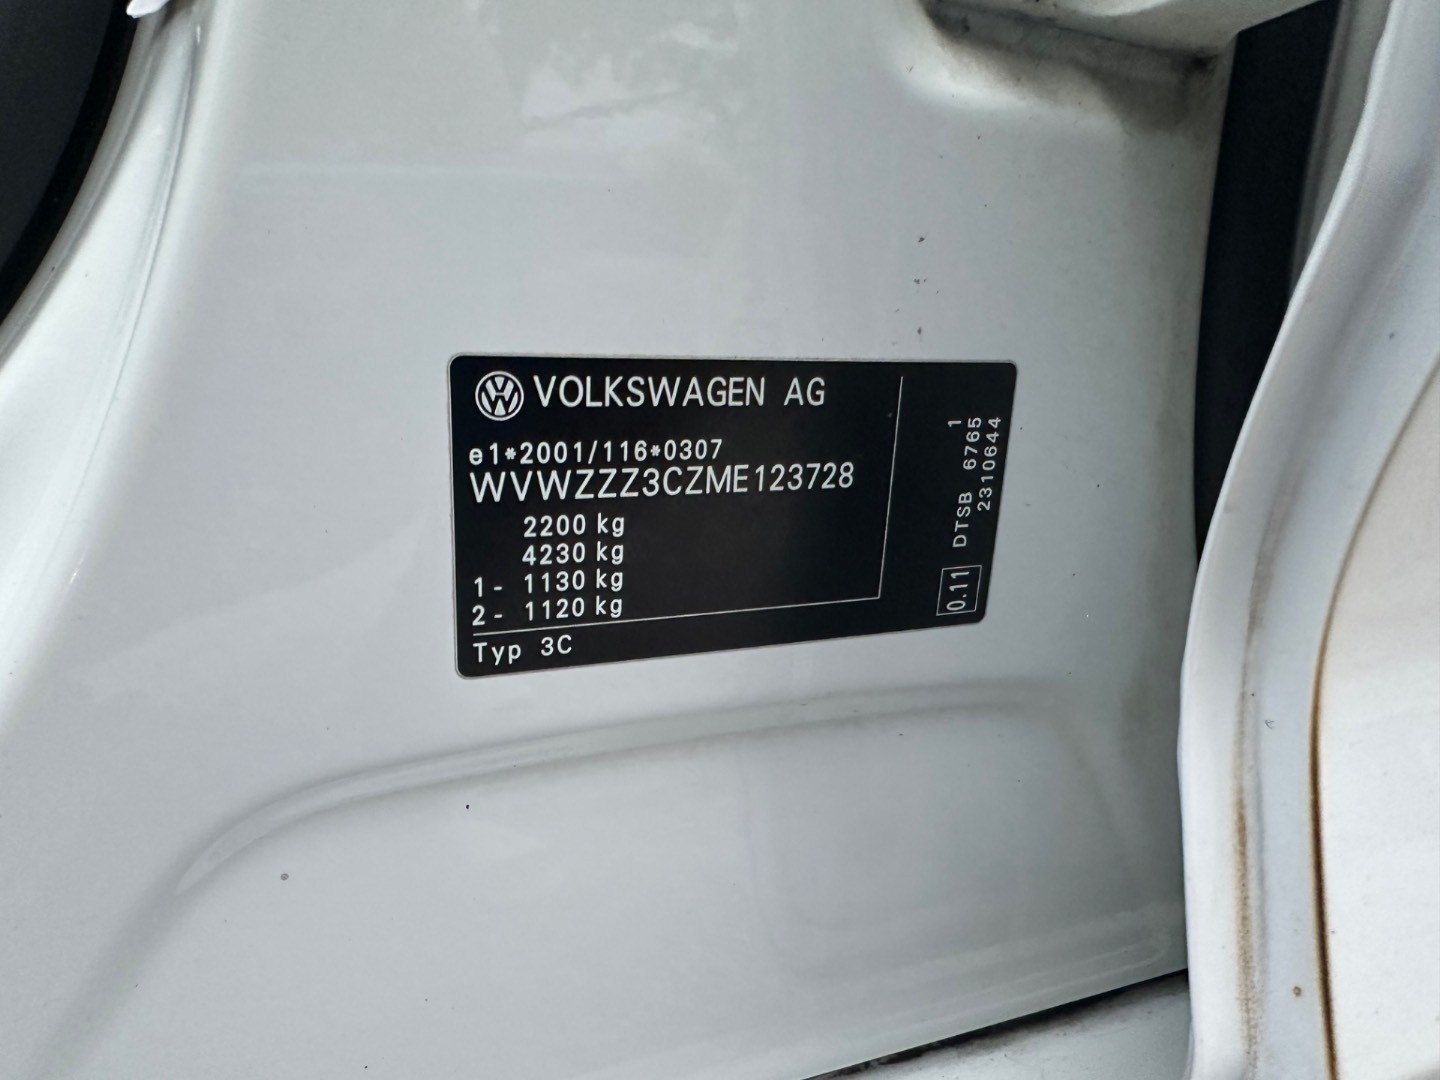 VOLKSWAGEN AG
e1*2001/116*0307
WVWZZZ3CZME123728
2200 kg
4230 kg
1- 1130 kg
2- 1120 kg
Typ 3C
1
DTSB 6765
2310644
0.11